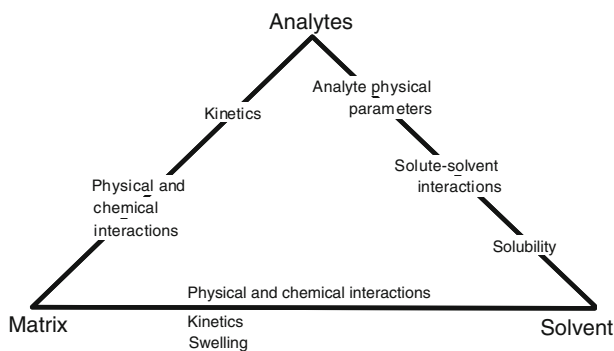 Analytes
Analyte physical
parameters
Kinetics
Solute-solvent
interactions
Physical and
chemical
interactions
Solubility
Physical and chemical interactions
Matrix
Kinetics
Swelling
Solvent